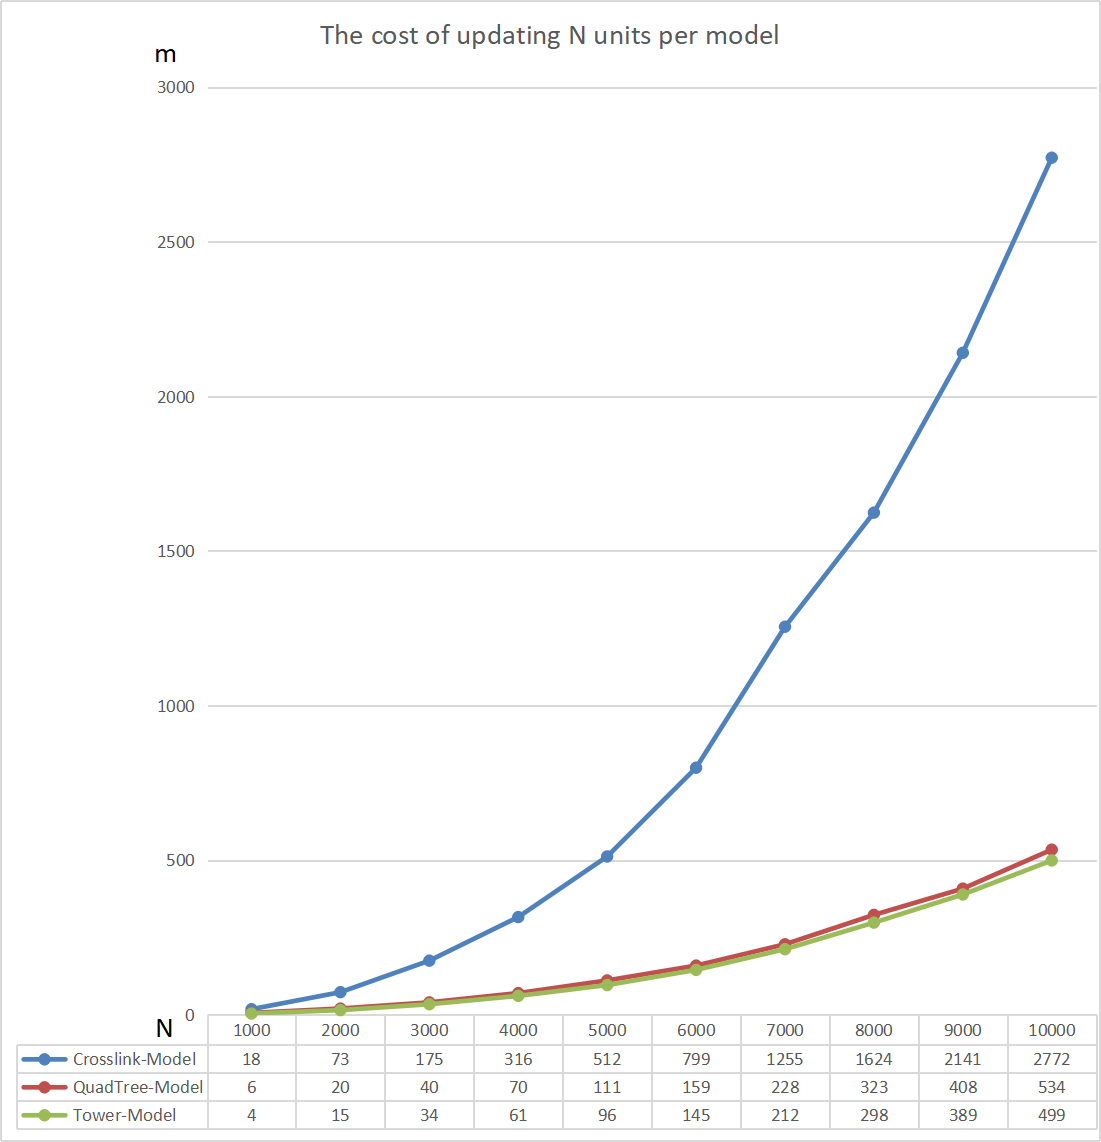 The cost of updating N units per model
m
3000
2500
2000
1500
1000
500
0
N 1000 2000 3000 4000 5000 6000 7000 8000 9000 10000
Crosslink-Model 18 73 175 316 512 799 1255 1624 2141 2772
QuadTree-Model 6 20 40 70 111 159 228 323 408 534
Tower-Model 4 15 34 61 96 145 212 298 389 499